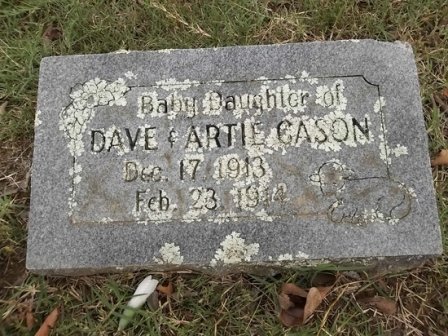 Baby Daughter of
DAVE & ARTIE CASON
Dec. 17, 1913
Feb. 23, 1914